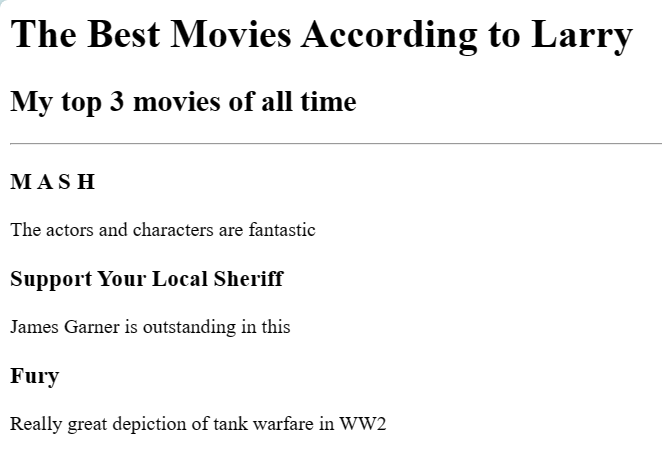 The Best Movies According to Larry
My top 3 movies of all time
M A S H
The actors and characters are fantastic
Support Your Local Sheriff
James Garner is outstanding in this
Fury
Really great depiction of tank warfare in WW2